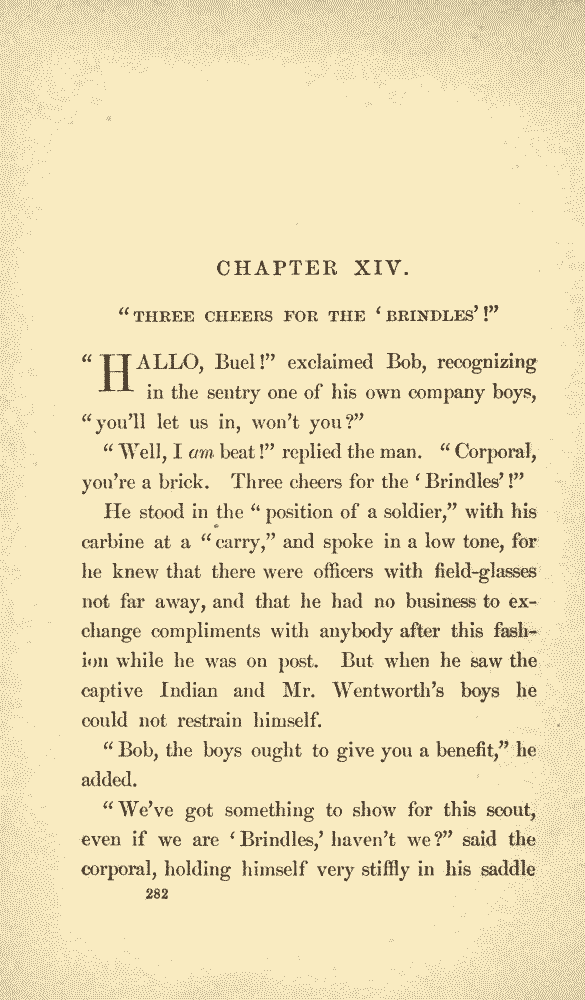 CHAPTER XIV.
“THREE CHEERS FOR THE ‘BRINDLES’!”
“HALLO, Buel!” exclaimed Bob, recognizing
in the sentry one of his own company boys,
“you’ll let us in, won’t you?”
“Well, I am beat!” replied the man. “Corporal,
you’re a brick. Three cheers for the ‘Brindles’!”
He stood in the “position of a soldier,” with his
carbine at a “carry,” and spoke in a low tone, for
he knew that there were officers with field-glasses
not far away, and that he had no business to ex-
change compliments with anybody after this fash-
ion while he was on post. But when he saw the
captive Indian and Mr. Wentworth’s boys he
could not restrain himself.
“Bob, the boys ought to give you a benefit,” he
added.
“We’ve got something to show for this scout,
even if we are ‘Brindles,’ haven’t we?” said the
corporal, holding himself very stiffly in his saddle
282